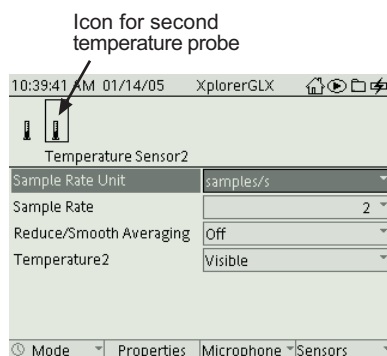 Icon for second
temperature probe
10:39:41 AM 01/14/05 XplorerGLX
Temperature Sensor2
Sample Rate Unit samples/s
Sample Rate 2
Reduce/Smooth Averaging Off
Temperature2 Visible
Mode Properties Microphone Sensors